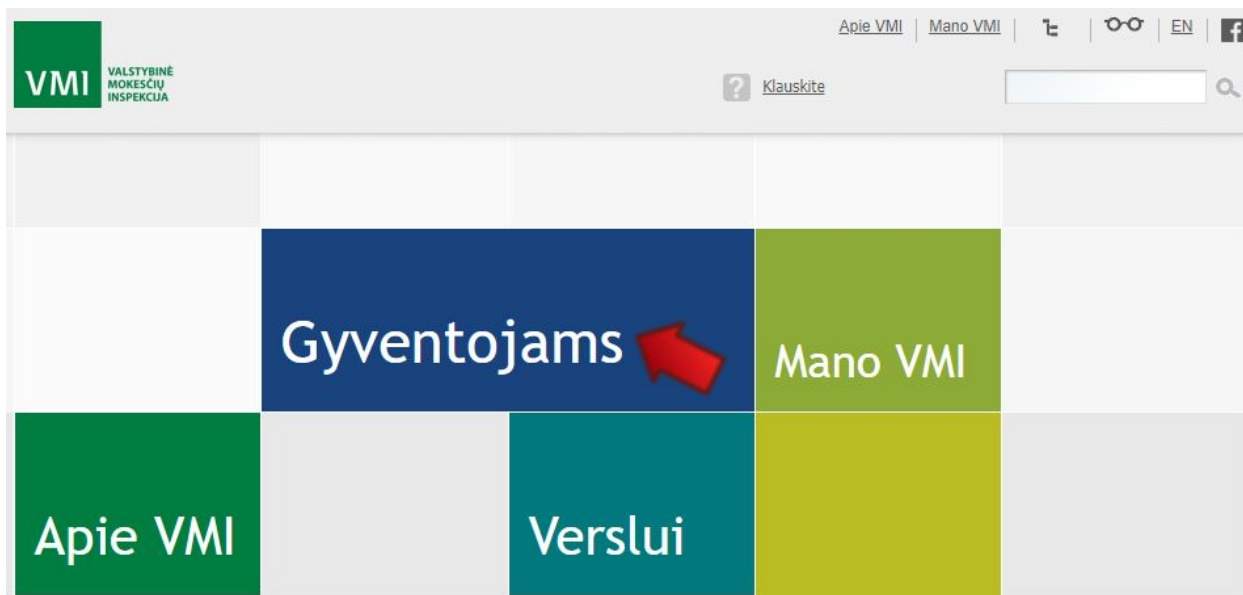 Apie VMI Mano VMI EN
VMI VALSTYBINĖ
MOKESČIŲ
INSPEKCIJA
? Klauskite
Gyventojams
Mano VMI
Apie VMI
Verslui